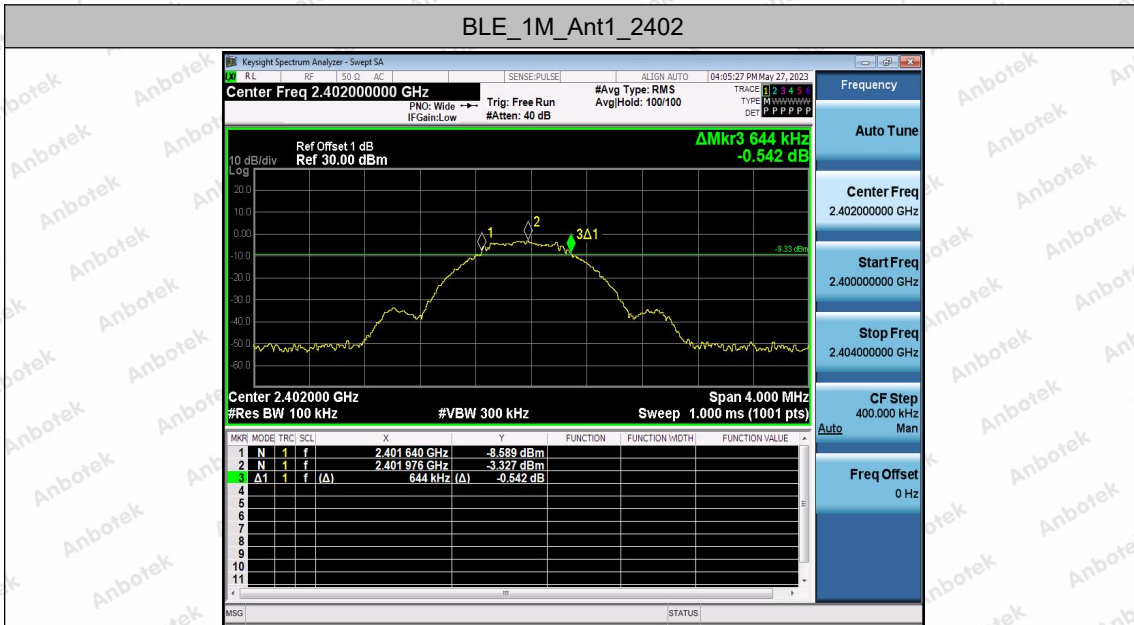 BLE_1M_Ant1_2402
Keysight Spectrum Analyzer - Swept SA
RL RF 50 Ω AC SENSE:PULSE ALIGN AUTO 04:05:27 PM May 27, 2023
Center Freq 2.402000000 GHz #Avg Type: RMS TRACE 1 2 3 4 5 6
PNO: Wide Trig: Free Run Avg|Hold: 100/100 TYPE M W W W W W
IFGain:Low #Atten: 40 dB DET P P P P P P
ΔMkr3 644 kHz
-0.542 dB
Ref Offset 1 dB
10 dB/div Ref 30.00 dBm
Log
20.0
10.0
0.00
-10.0
-20.0
-30.0
-40.0
-50.0
-60.0
1
2
3Δ1
-9.33 dBm
Center 2.402000 GHz Span 4.000 MHz
#Res BW 100 kHz #VBW 300 kHz Sweep 1.000 ms (1001 pts)
MKR MODE TRC SCL X Y FUNCTION FUNCTION WIDTH FUNCTION VALUE
1 N 1 f 2.401 640 GHz -8.589 dBm
2 N 1 f 2.401 976 GHz -3.327 dBm
3 Δ1 1 f (Δ) 644 kHz (Δ) -0.542 dB
4
5
6
7
8
9
10
11
MSG STATUS
Frequency
Auto Tune
Center Freq
2.402000000 GHz
Start Freq
2.400000000 GHz
Stop Freq
2.404000000 GHz
CF Step
400.000 kHz
Auto Man
Freq Offset
0 Hz
Anbotek